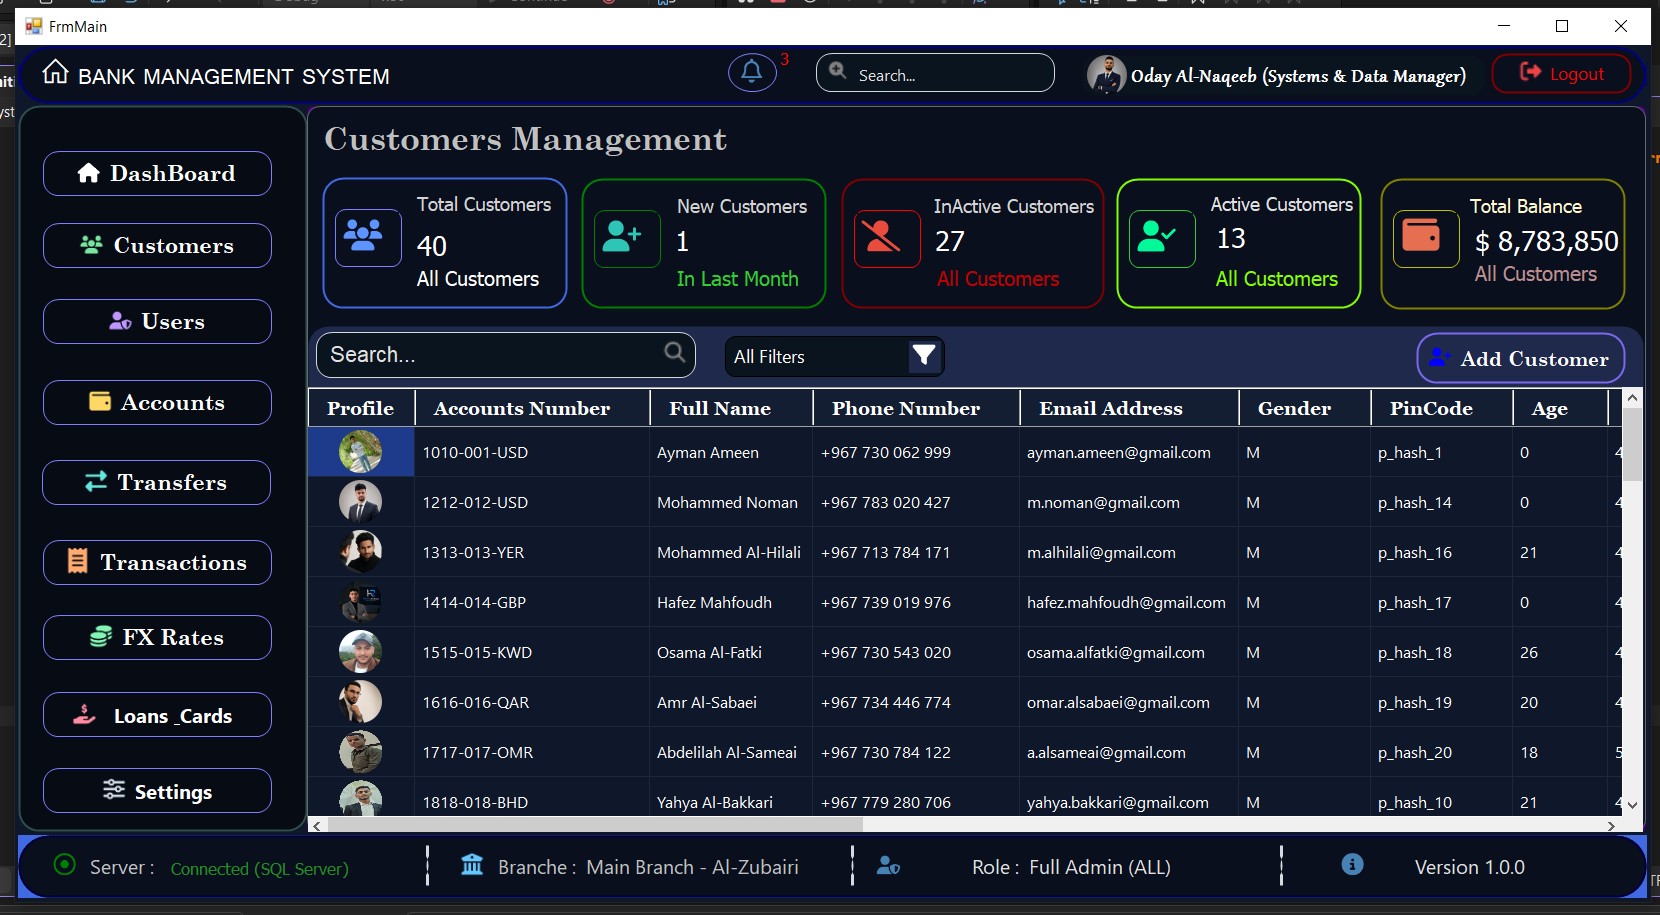 FrmMain
BANK MANAGEMENT SYSTEM
3
Search...
Oday Al-Naqeeb (Systems & Data Manager)
Logout
DashBoard
Customers
Users
Accounts
Transfers
Transactions
FX Rates
Loans _Cards
Settings
Customers Management
Total Customers
40
All Customers
New Customers
1
In Last Month
InActive Customers
27
All Customers
Active Customers
13
All Customers
Total Balance
$ 8,783,850
All Customers
Search...
All Filters
Add Customer
Profile Accounts Number Full Name Phone Number Email Address Gender PinCode Age
1010-001-USD Ayman Ameen +967 730 062 999 ayman.ameen@gmail.com M p_hash_1 0 4
1212-012-USD Mohammed Noman +967 783 020 427 m.noman@gmail.com M p_hash_14 0 4
1313-013-YER Mohammed Al-Hilali +967 713 784 171 m.alhilali@gmail.com M p_hash_16 21 4
1414-014-GBP Hafez Mahfoudh +967 739 019 976 hafez.mahfoudh@gmail.com M p_hash_17 0 4
1515-015-KWD Osama Al-Fatki +967 730 543 020 osama.alfatki@gmail.com M p_hash_18 26 4
1616-016-QAR Amr Al-Sabaei +967 734 446 774 omar.alsabaei@gmail.com M p_hash_19 20 4
1717-017-OMR Abdelilah Al-Sameai +967 730 784 122 a.alsameai@gmail.com M p_hash_20 18 5
1818-018-BHD Yahya Al-Bakkari +967 779 280 706 yahya.bakkari@gmail.com M p_hash_10 21 4
Server : Connected (SQL Server)
Branche : Main Branch - Al-Zubairi
Role : Full Admin (ALL)
Version 1.0.0